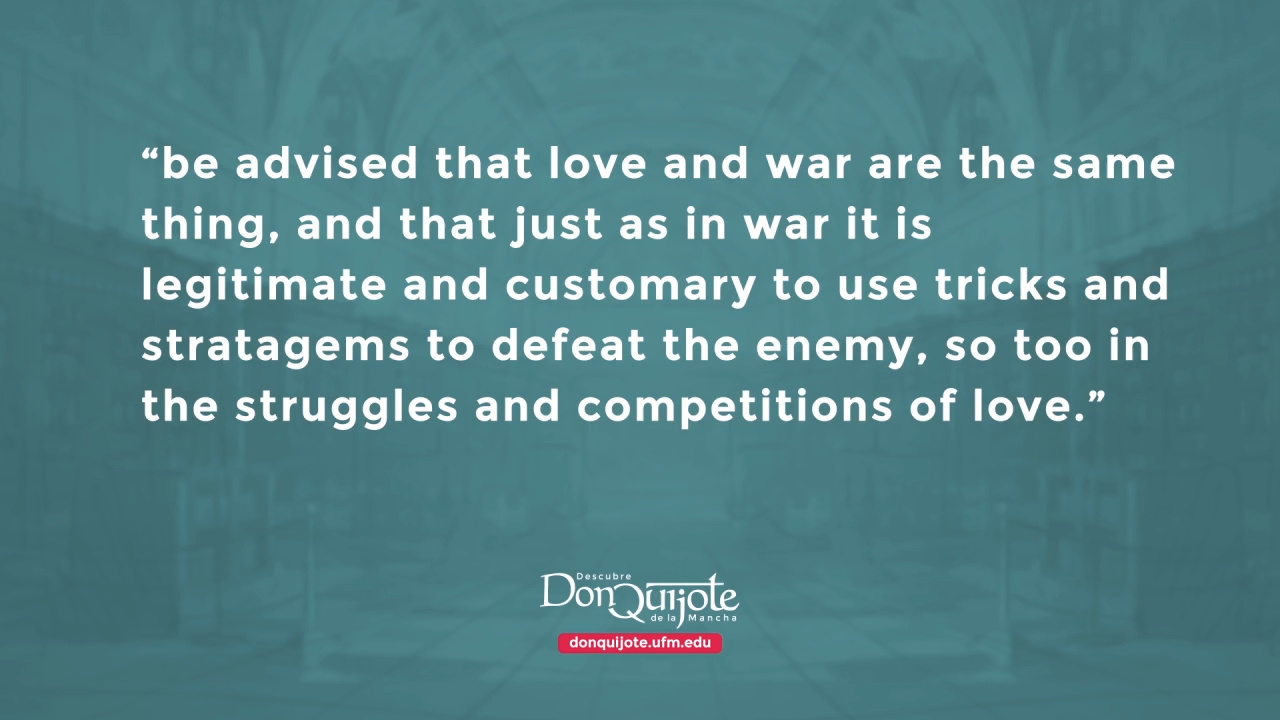 “be advised that love and war are the same
thing, and that just as in war it is
legitimate and customary to use tricks and
stratagems to defeat the enemy, so too in
the struggles and competitions of love.”
Descubre
DonQuijote
de la Mancha
donquijote.ufm.edu